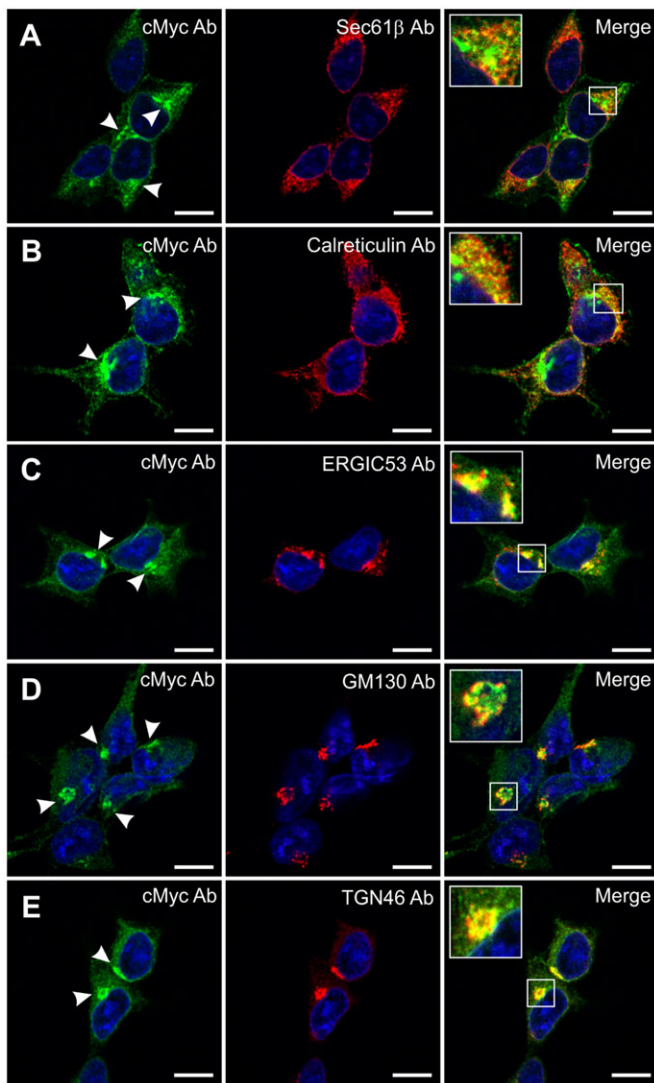 A
cMyc Ab
Sec61β Ab
Merge
B
cMyc Ab
Calreticulin Ab
Merge
C
cMyc Ab
ERGIC53 Ab
Merge
D
cMyc Ab
GM130 Ab
Merge
E
cMyc Ab
TGN46 Ab
Merge